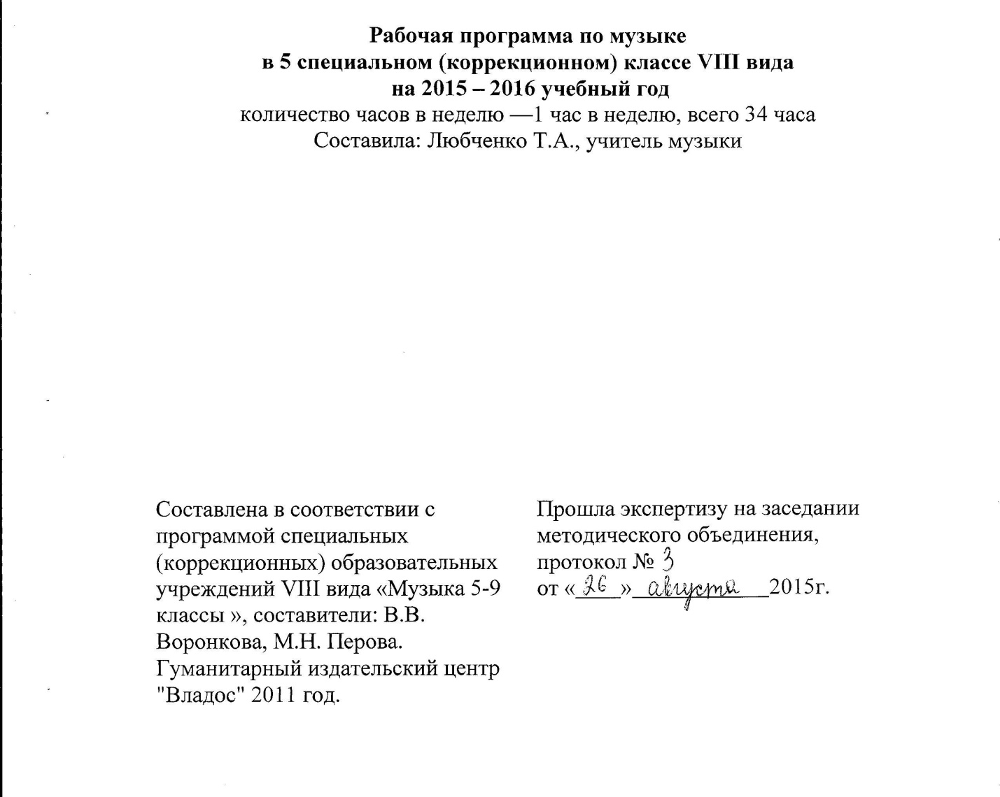 Рабочая программа по музыке
в 5 специальном (коррекционном) классе VIII вида
на 2015 – 2016 учебный год
количество часов в неделю —1 час в неделю, всего 34 часа
Составила: Любченко Т.А., учитель музыки
Составлена в соответствии с
программой специальных
(коррекционных) образовательных
учреждений VIII вида «Музыка 5-9
классы », составители: В.В.
Воронкова, М.Н. Перова.
Гуманитарный издательский центр
"Владос" 2011 год.
Прошла экспертизу на заседании
методического объединения,
протокол № 3
от «26» августа 2015г.